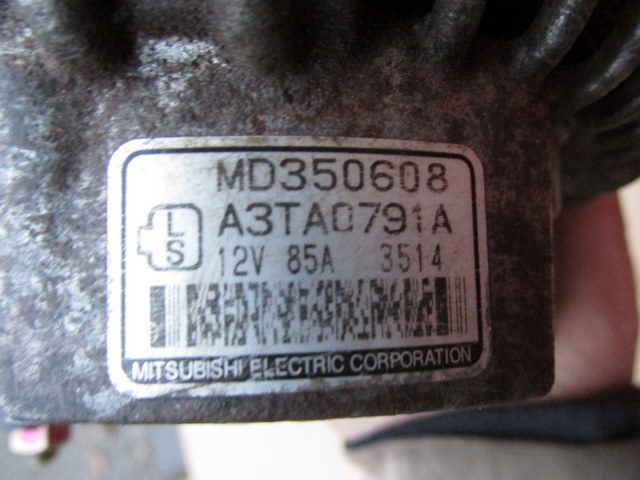 MD350608
L A3TA0791A
S 12V 85A 3514
MITSUBISHI ELECTRIC CORPORATION